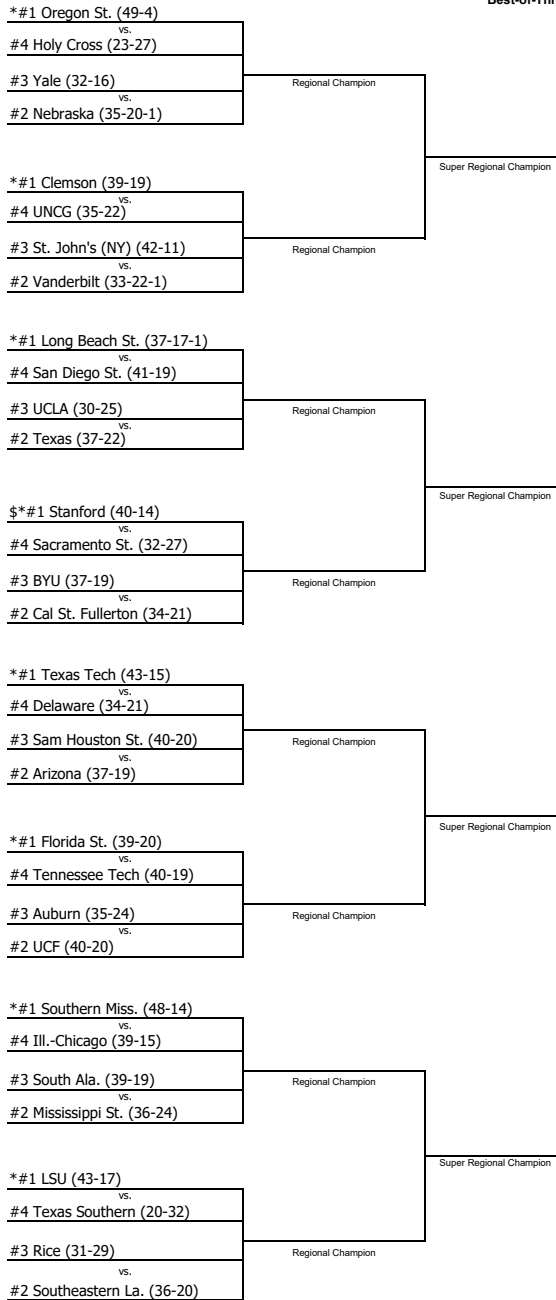 Best-of-Thr
*#1 Oregon St. (49-4)
vs.
#4 Holy Cross (23-27)
#3 Yale (32-16)
vs.
#2 Nebraska (35-20-1)
Regional Champion
Super Regional Champion
*#1 Clemson (39-19)
vs.
#4 UNCG (35-22)
#3 St. John's (NY) (42-11)
vs.
#2 Vanderbilt (33-22-1)
Regional Champion
*#1 Long Beach St. (37-17-1)
vs.
#4 San Diego St. (41-19)
#3 UCLA (30-25)
vs.
#2 Texas (37-22)
Regional Champion
Super Regional Champion
$*#1 Stanford (40-14)
vs.
#4 Sacramento St. (32-27)
#3 BYU (37-19)
vs.
#2 Cal St. Fullerton (34-21)
Regional Champion
*#1 Texas Tech (43-15)
vs.
#4 Delaware (34-21)
#3 Sam Houston St. (40-20)
vs.
#2 Arizona (37-19)
Regional Champion
Super Regional Champion
*#1 Florida St. (39-20)
vs.
#4 Tennessee Tech (40-19)
#3 Auburn (35-24)
vs.
#2 UCF (40-20)
Regional Champion
*#1 Southern Miss. (48-14)
vs.
#4 Ill.-Chicago (39-15)
#3 South Ala. (39-19)
vs.
#2 Mississippi St. (36-24)
Regional Champion
Super Regional Champion
*#1 LSU (43-17)
vs.
#4 Texas Southern (20-32)
#3 Rice (31-29)
vs.
#2 Southeastern La. (36-20)
Regional Champion